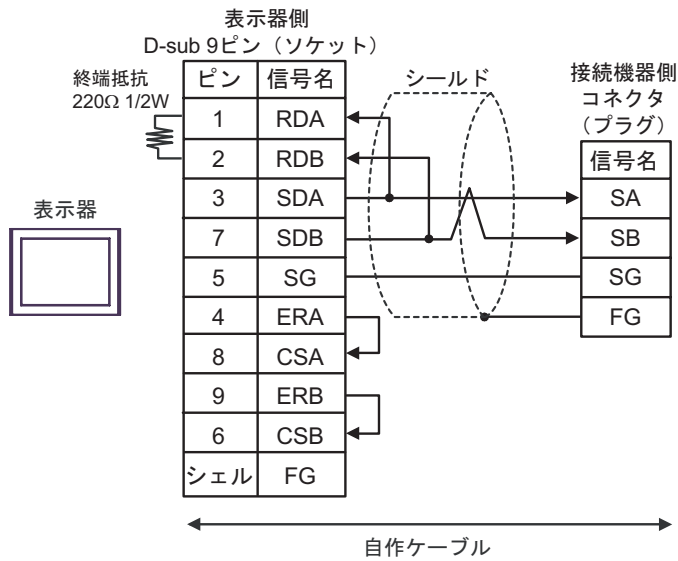 表示器側
D-sub 9ピン（ソケット）
終端抵抗
220Ω 1/2W
ピン 信号名
1 RDA
2 RDB
3 SDA
7 SDB
5 SG
4 ERA
8 CSA
9 ERB
6 CSB
シェル FG
表示器
シールド
接続機器側
コネクタ
（プラグ）
信号名
SA
SB
SG
FG
自作ケーブル